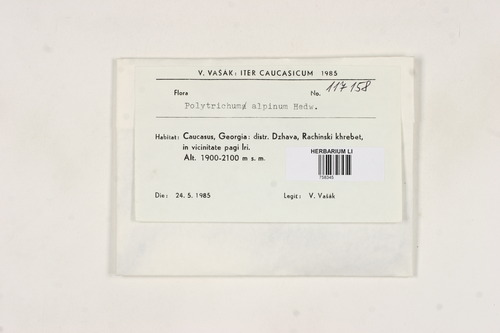 V. VAŠÁK: ITER CAUCASICUM 1985
Flora No. 117158
Polytrichum alpinum Hedw.
Habitat: Caucasus, Georgia: distr. Dzhava, Rachinski khrebet,
in vicinitate pagi Iri.
Alt. 1900-2100 m s. m.
HERBARIUM LI
758345
Die: 24. 5. 1985 Legit: V. Vašák